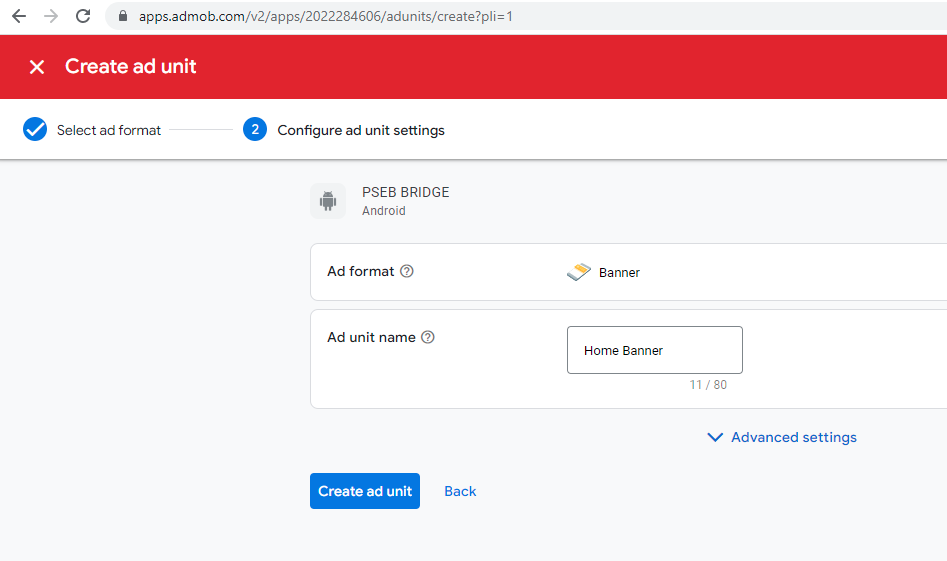 apps.admob.com/v2/apps/2022284606/adunits/create?pli=1
Create ad unit
Select ad format
2
Configure ad unit settings
PSEB BRIDGE
Android
Ad format ?
Banner
Ad unit name ?
Home Banner
11 / 80
Advanced settings
Create ad unit
Back